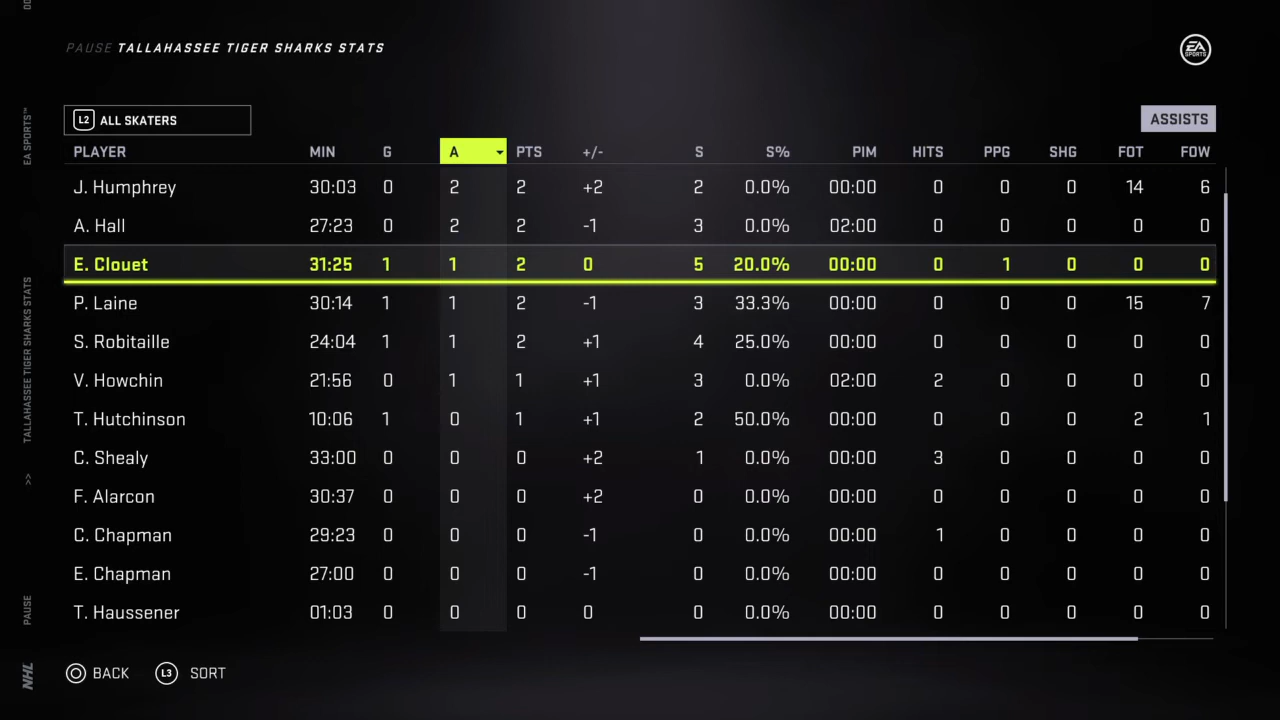 PAUSE TALLAHASSEE TIGER SHARKS STATS
EA SPORTS
L2 ALL SKATERS
ASSISTS
PLAYER MIN G A PTS +/- S S% PIM HITS PPG SHG FOT FOW
J. Humphrey 30:03 0 2 2 +2 2 0.0% 00:00 0 0 0 14 6
A. Hall 27:23 0 2 2 -1 3 0.0% 02:00 0 0 0 0 0
E. Clouet 31:25 1 1 2 0 5 20.0% 00:00 0 1 0 0 0
P. Laine 30:14 1 1 2 -1 3 33.3% 00:00 0 0 0 15 7
S. Robitaille 24:04 1 1 2 +1 4 25.0% 00:00 0 0 0 0 0
V. Howchin 21:56 0 1 1 +1 3 0.0% 02:00 2 0 0 0 0
T. Hutchinson 10:06 1 0 1 +1 2 50.0% 00:00 0 0 0 2 1
C. Shealy 33:00 0 0 0 +2 1 0.0% 00:00 3 0 0 0 0
F. Alarcon 30:37 0 0 0 +2 0 0.0% 00:00 0 0 0 0 0
C. Chapman 29:23 0 0 0 -1 0 0.0% 00:00 1 0 0 0 0
E. Chapman 27:00 0 0 0 -1 0 0.0% 00:00 0 0 0 0 0
T. Haussener 01:03 0 0 0 0 0 0.0% 00:00 0 0 0 0 0
BACK L3 SORT
NHL PAUSE >> TALLAHASSEE TIGER SHARKS STATS EA SPORTS™